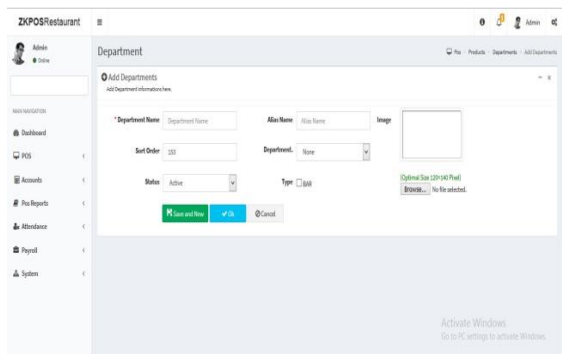 ZKPOSRestaurant
Admin
Admin
Online
Department
Pos Products Departments Add Departments
Add Departments
Add Department informations here.
MAIN NAVIGATION
Dashboard
POS
Accounts
Pos Reports
Attendance
Payroll
System
* Department Name Department Name Alias Name Alias Name Image
Sort Order 153 Department. None
(Optimal Size 120*140 Pixel)
Status Active Type BAR Browse... No file selected.
Save and New Ok Cancel
Activate Windows
Go to PC settings to activate Windows.